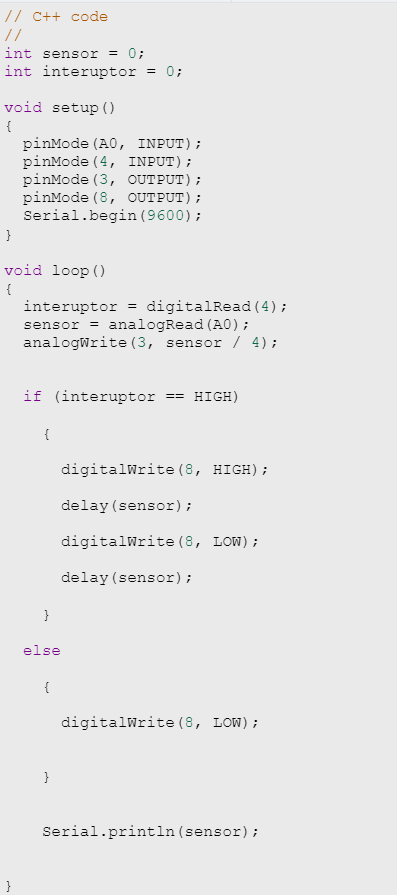 // C++ code
//
int sensor = 0;
int interuptor = 0;
void setup()
{
pinMode(A0, INPUT);
pinMode(4, INPUT);
pinMode(3, OUTPUT);
pinMode(8, OUTPUT);
Serial.begin(9600);
}
void loop()
{
interuptor = digitalRead(4);
sensor = analogRead(A0);
analogWrite(3, sensor / 4);
if (interuptor == HIGH)
{
digitalWrite(8, HIGH);
delay(sensor);
digitalWrite(8, LOW);
delay(sensor);
}
else
{
digitalWrite(8, LOW);
}
Serial.println(sensor);
}